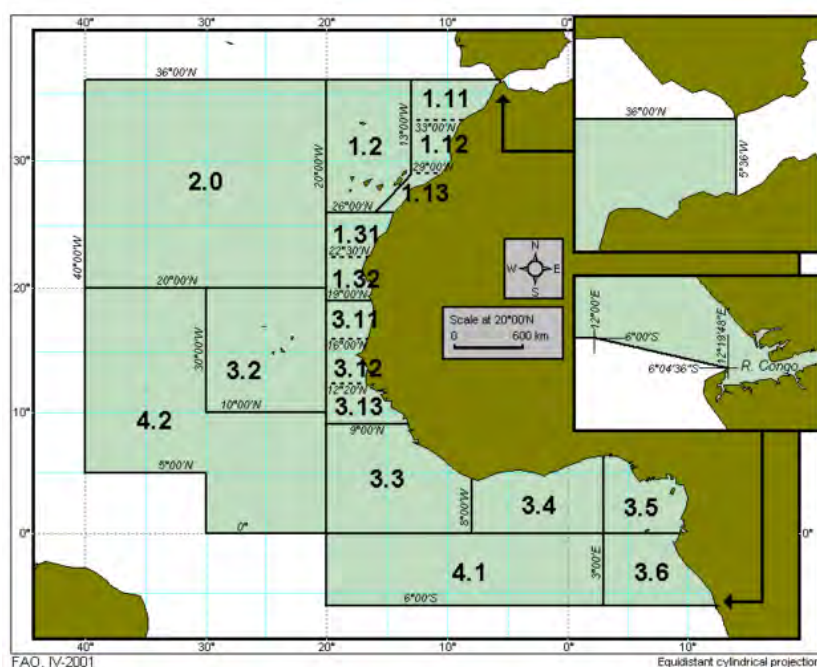 40° 30° 20° 10° 0°
36°00'N
36°00'N
1.11
13°00'W
33°00'N
1.2
1.12
5°36'W
30° 30°
20°00'W
29°00'N
2.0
1.13
26°00'N
1.31
22°30'N
40°00'W
N
W E
S
1.32
20° 20°00'N 20°
19°00'N
12°00'E
3.11
Scale at 20°00'N
0 600 km
6°00'S
12°19'48"E
30°00'W
16°00'N
3.2
3.12
6°04'36"S
R. Congo
12°20'N
3.13
10° 10°00'N 10°
4.2
9°00'N
5°00'N
3.3
8°00'W
3.4
3.5
0° 0° 0°
4.1
3°00'E
3.6
6°00'S
40° 30° 20° 10° 0° 10°
FAO, IV-2001
Equidistant cylindrical projection